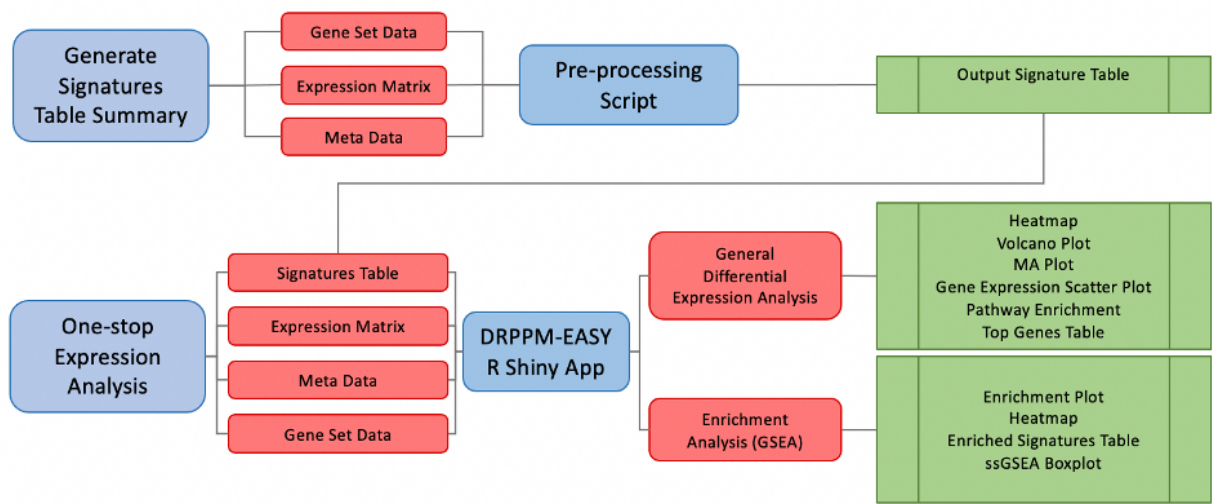 Generate
Signatures
Table Summary
Gene Set Data
Expression Matrix
Meta Data
Pre-processing
Script
Output Signature Table
One-stop
Expression
Analysis
Signatures Table
Expression Matrix
Meta Data
Gene Set Data
DRPPM-EASY
R Shiny App
General
Differential
Expression Analysis
Enrichment
Analysis (GSEA)
Heatmap
Volcano Plot
MA Plot
Gene Expression Scatter Plot
Pathway Enrichment
Top Genes Table
Enrichment Plot
Heatmap
Enriched Signatures Table
ssGSEA Boxplot